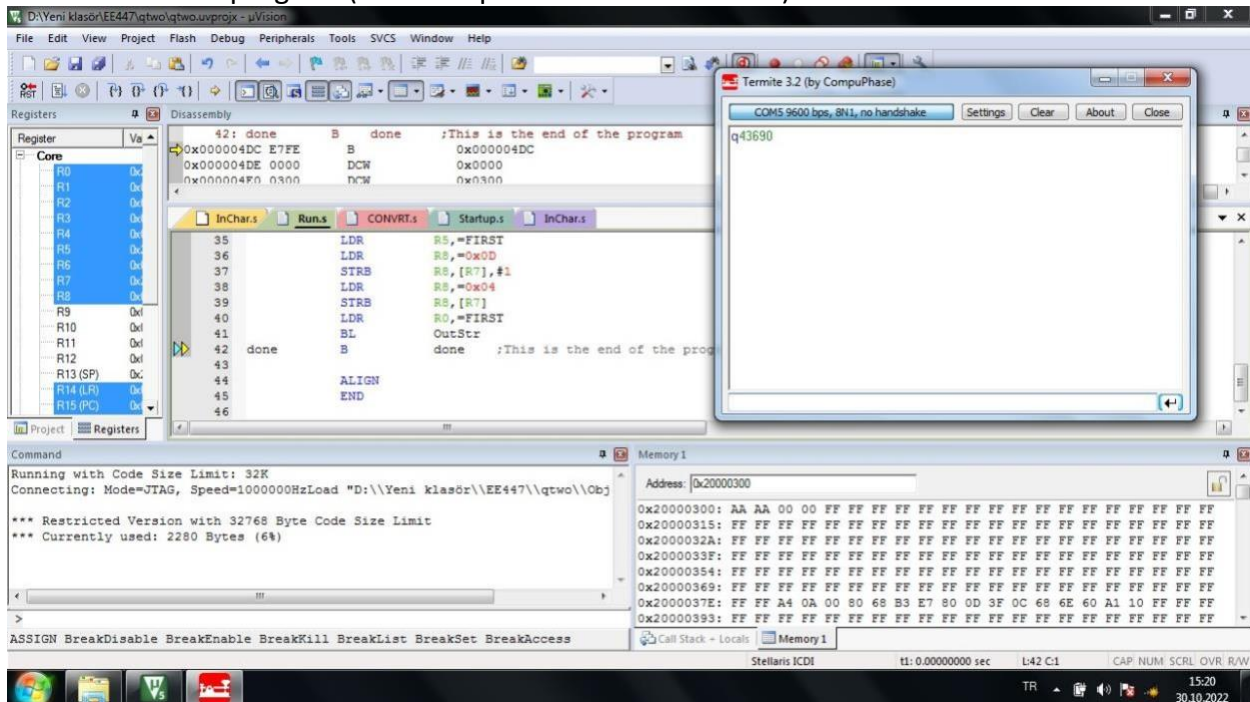 D:\Yeni klasör\EE447\qtwo\qtwo.uvprojx - µVision
File Edit View Project Flash Debug Peripherals Tools SVCS Window Help
Registers
Register Va
Core
R0 0x
R1
R2
R3
R4
R5
R6
R7
R8
R9
R10
R11
R12
R13 (SP)
R14 (LR)
R15 (PC)
Project Registers
Disassembly
42: done B done ;This is the end of the program
0x000004DC E7FE B 0x000004DC
0x000004DE 0000 DCW 0x0000
0x000004E0 0300 DCW 0x0300
InChar.s Run.s CONVRT.s Startup.s InChar.s
35 LDR R5,=FIRST
36 LDR R8,=0x0D
37 STRB R8,[R7],#1
38 LDR R8,=0x04
39 STRB R8,[R7]
40 LDR R0,=FIRST
41 BL OutStr
42 done B done ;This is the end of the prog
43
44 ALIGN
45 END
46
Termite 3.2 (by CompuPhase)
COM5 9600 bps, 8N1, no handshake Settings Clear About Close
q43690
Command
Running with Code Size Limit: 32K
Connecting: Mode=JTAG, Speed=1000000HzLoad "D:\\Yeni klasör\\EE447\\qtwo\\Obj
*** Restricted Version with 32768 Byte Code Size Limit
*** Currently used: 2280 Bytes (6%)
>
ASSIGN BreakDisable BreakEnable BreakKill BreakList BreakSet BreakAccess
Memory 1
Address: 0x20000300
0x20000300: AA AA 00 00 FF FF FF FF FF FF FF FF FF FF FF FF FF FF FF FF FF
0x20000315: FF FF FF FF FF FF FF FF FF FF FF FF FF FF FF FF FF FF FF FF FF
0x2000032A: FF FF FF FF FF FF FF FF FF FF FF FF FF FF FF FF FF FF FF FF FF
0x2000033F: FF FF FF FF FF FF FF FF FF FF FF FF FF FF FF FF FF FF FF FF FF
0x20000354: FF FF FF FF FF FF FF FF FF FF FF FF FF FF FF FF FF FF FF FF FF
0x20000369: FF FF FF FF FF FF FF FF FF FF FF FF FF FF FF FF FF FF FF FF FF
0x2000037E: FF FF A4 0A 00 80 68 B3 E7 80 0D 3F 0C 68 6E 60 A1 10 FF FF FF
0x20000393: FF FF FF FF FF FF FF FF FF FF FF FF FF FF FF FF FF FF FF FF FF
Call Stack + Locals Memory 1
Stellaris ICDI t1: 0.00000000 sec L:42 C:1 CAP NUM SCRL OVR R/W
TR 15:20
30.10.2022